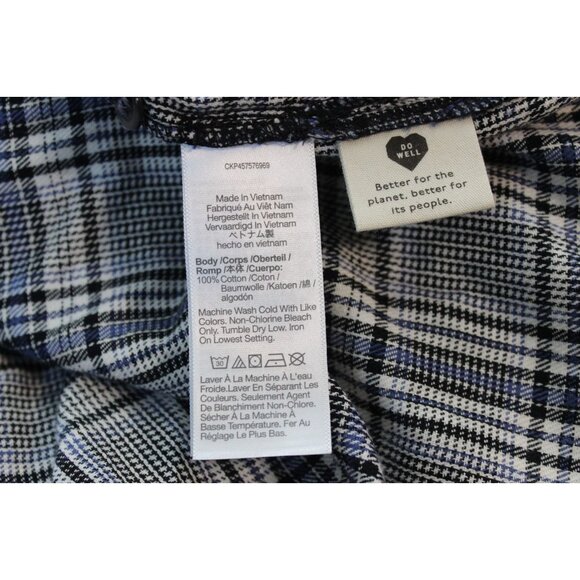 CKP457576969
Made In Vietnam
Fabriqué Au Viêt Nam
Hergestellt In Vietnam
Vervaardigd In Vietnam
ベトナム製
hecho en vietnam
Body /Corps /Oberteil /
Romp /本体 /Cuerpo:
100% Cotton /Coton /
Baumwolle /Katoen /綿 /
algodón
Machine Wash Cold With Like
Colors. Non-Chlorine Bleach
Only. Tumble Dry Low. Iron
On Lowest Setting.
30
Laver À La Machine À L'eau
Froide.Laver En Séparant Les
Couleurs. Seulement Agent
De Blanchiment Non-Chlore.
Sécher À La Machine À
Basse Température. Fer Au
Réglage Le Plus Bas.
DO
WELL
Better for the
planet, better for
its people.